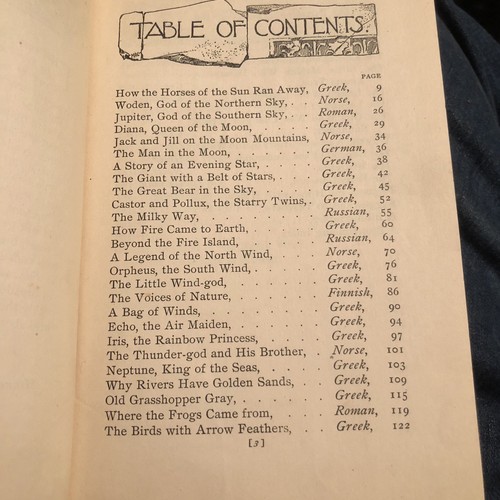 TABLE OF CONTENTS.
PAGE
How the Horses of the Sun Ran Away, Greek, 9
Woden, God of the Northern Sky, . . Norse, 16
Jupiter, God of the Southern Sky, . . Roman, 26
Diana, Queen of the Moon, . . . . Greek, 29
Jack and Jill on the Moon Mountains, Norse, 34
The Man in the Moon, . . . . . . German, 36
A Story of an Evening Star, . . . . Greek, 38
The Giant with a Belt of Stars, . . . Greek, 42
The Great Bear in the Sky, . . . . Greek, 45
Castor and Pollux, the Starry Twins, . Greek, 52
The Milky Way, . . . . . . . . Russian, 55
How Fire Came to Earth, . . . . . Greek, 60
Beyond the Fire Island, . . . . . Russian, 64
A Legend of the North Wind, . . . Norse, 70
Orpheus, the South Wind, . . . . . Greek, 76
The Little Wind-god, . . . . . . Greek, 81
The Voices of Nature, . . . . . . Finnish, 86
A Bag of Winds, . . . . . . . . Greek, 90
Echo, the Air Maiden, . . . . . . Greek, 94
Iris, the Rainbow Princess, . . . . Greek, 97
The Thunder-god and His Brother, . Norse, 101
Neptune, King of the Seas, . . . . Greek, 103
Why Rivers Have Golden Sands, . . Greek, 109
Old Grasshopper Gray, . . . . . . Greek, 115
Where the Frogs Came from, . . . Roman, 119
The Birds with Arrow Feathers, . . Greek, 122
[3]